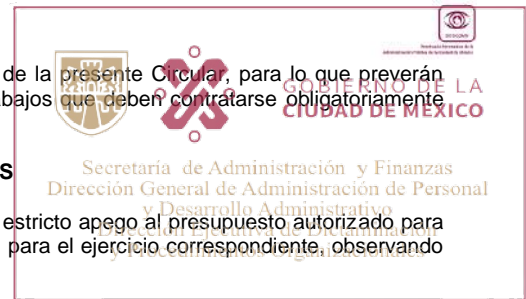 de la presente Circular, para lo que preverán
GOBIERNO DE LA
abajos que deben contratarse obligatoriamente
CIUDAD DE MÉXICO
S
Secretaría de Administración y Finanzas
Dirección General de Administración de Personal
y Desarrollo Administrativo
estricto apego al presupuesto autorizado para
Dirección Ejecutiva de Dictaminación
para el ejercicio correspondiente, observando
y Procedimientos Organizacionales